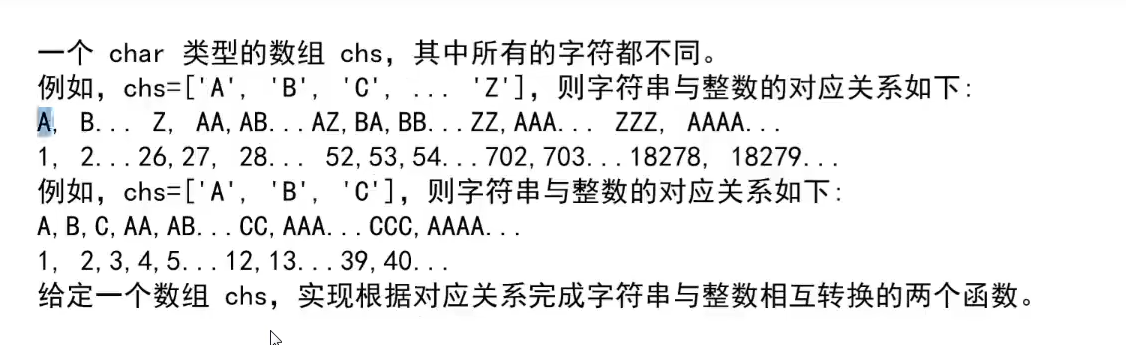 一个 char 类型的数组 chs，其中所有的字符都不同。
例如，chs=['A', 'B', 'C', ... 'Z']，则字符串与整数的对应关系如下:
A, B... Z, AA,AB...AZ,BA,BB...ZZ,AAA... ZZZ, AAAA...
1, 2...26,27, 28... 52,53,54...702,703...18278, 18279...
例如，chs=['A', 'B', 'C']，则字符串与整数的对应关系如下:
A,B,C,AA,AB...CC,AAA...CCC,AAAA...
1, 2,3,4,5...12,13...39,40...
给定一个数组 chs，实现根据对应关系完成字符串与整数相互转换的两个函数。